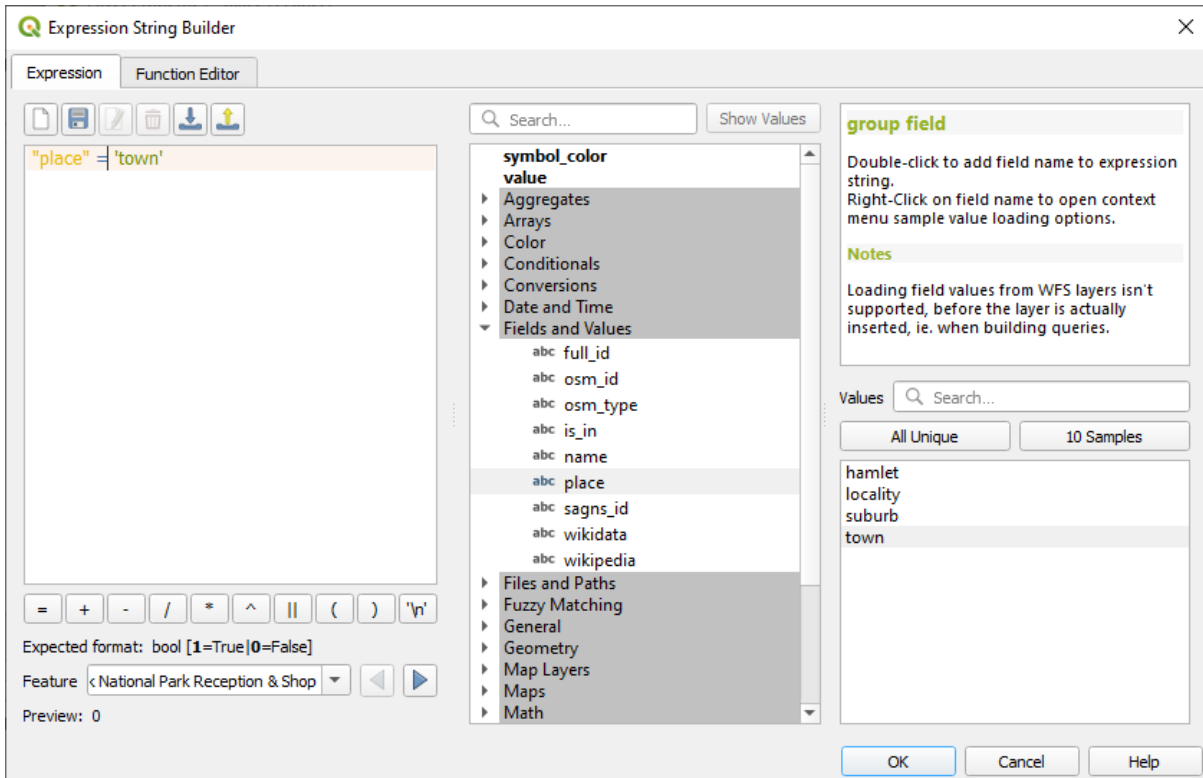 Expression String Builder
Expression
Function Editor
"place" = 'town'
= + - / * ^ || ( ) '\n'
Expected format: bool [1=True|0=False]
Feature
‹ National Park Reception & Shop
Preview: 0
Search...
Show Values
symbol_color
value
Aggregates
Arrays
Color
Conditionals
Conversions
Date and Time
Fields and Values
abc full_id
abc osm_id
abc osm_type
abc is_in
abc name
abc place
abc sagns_id
abc wikidata
abc wikipedia
Files and Paths
Fuzzy Matching
General
Geometry
Map Layers
Maps
Math
group field
Double-click to add field name to expression
string.
Right-Click on field name to open context
menu sample value loading options.
Notes
Loading field values from WFS layers isn't
supported, before the layer is actually
inserted, ie. when building queries.
Values
Search...
All Unique
10 Samples
hamlet
locality
suburb
town
OK
Cancel
Help